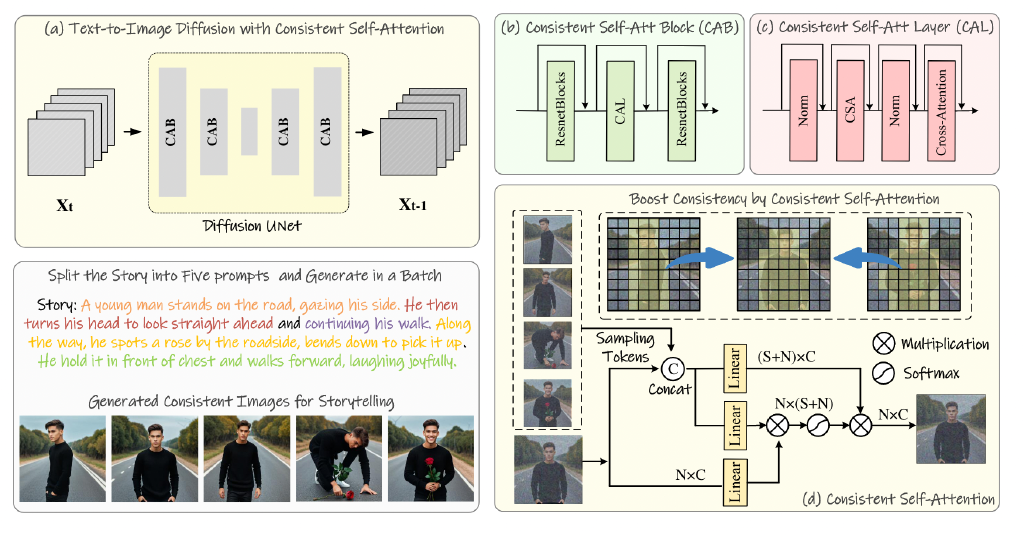 (a) Text-to-Image Diffusion with Consistent Self-Attention
CAB
CAB
CAB
CAB
Xt
Xt-1
Diffusion UNet
Split the Story into Five prompts and Generate in a Batch
Story: A young man stands on the road, gazing his side. He then
turns his head to look straight ahead and continuing his walk. Along
the way, he spots a rose by the roadside, bends down to pick it up.
He hold it in front of chest and walks forward, laughing joyfully.
Generated Consistent Images for Storytelling
(b) Consistent Self-Att Block (CAB)
ResnetBlocks
CAL
ResnetBlocks
(c) Consistent Self-Att Layer (CAL)
Norm
CSA
Norm
Cross-Attention
Boost Consistency by Consistent Self-Attention
Sampling
Tokens
C
Concat
Linear
(S+N)×C
Multiplication
Softmax
Linear
N×(S+N)
N×C
N×C
Linear
(d) Consistent Self-Attention